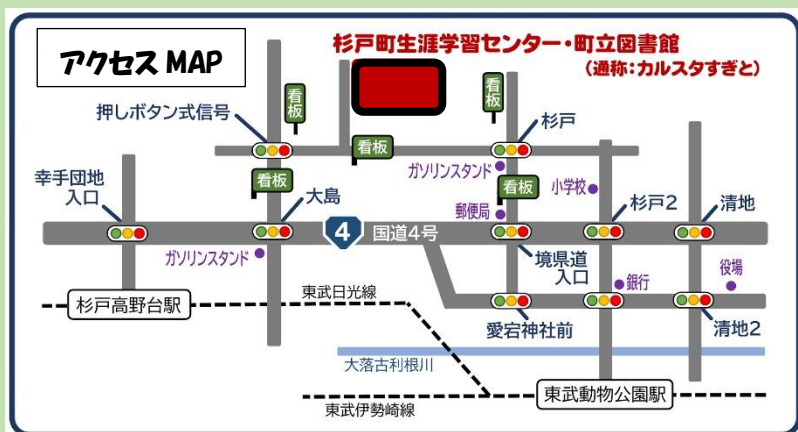 アクセス MAP
杉戸町生涯学習センター・町立図書館
(通称:カルスタすぎと)
看板
看板
押しボタン式信号
杉戸
看板
ガソリンスタンド
幸手団地
入口
看板
大島
看板
小学校
郵便局
杉戸2
清地
4
国道4号
ガソリンスタンド
境県道
入口
役場
銀行
杉戸高野台駅
東武日光線
愛宕神社前
清地2
大落古利根川
東武動物公園駅
東武伊勢崎線